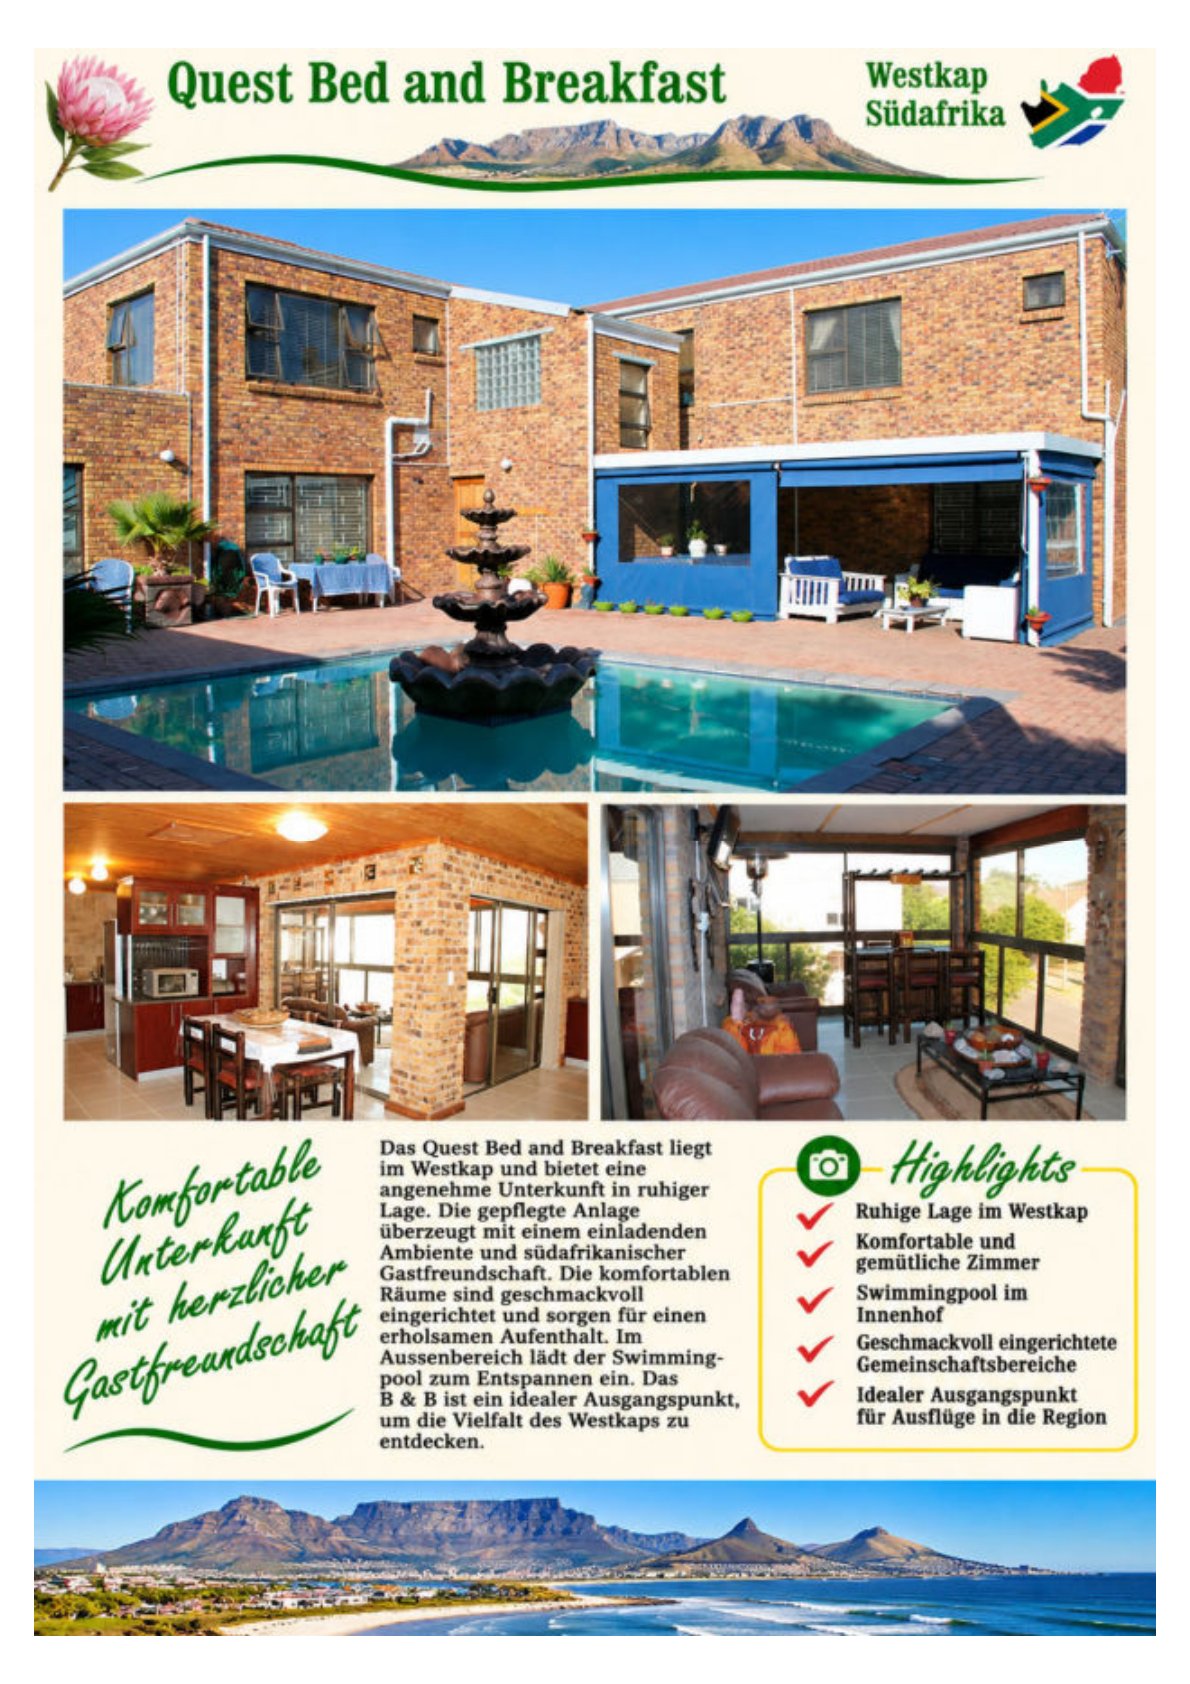 Quest Bed and Breakfast
Westkap
Südafrika
Komfortable
Unterkunft
mit herzlicher
Gastfreundschaft
Das Quest Bed and Breakfast liegt
im Westkap und bietet eine
angenehme Unterkunft in ruhiger
Lage. Die gepflegte Anlage
überzeugt mit einem einladenden
Ambiente und südafrikanischer
Gastfreundschaft. Die komfortablen
Räume sind geschmackvoll
eingerichtet und sorgen für einen
erholsamen Aufenthalt. Im
Aussenbereich lädt der Swimming-
pool zum Entspannen ein. Das
B & B ist ein idealer Ausgangspunkt,
um die Vielfalt des Westkaps zu
entdecken.
Highlights
Ruhige Lage im Westkap
Komfortable und
gemütliche Zimmer
Swimmingpool im
Innenhof
Geschmackvoll eingerichtete
Gemeinschaftsbereiche
Idealer Ausgangspunkt
für Ausflüge in die Region